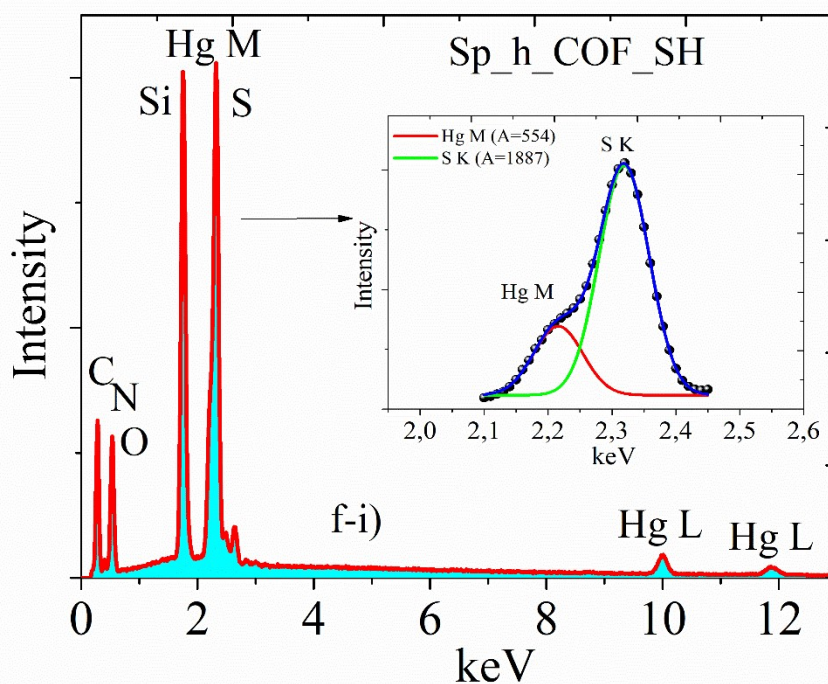 Hg M
Sp_h_COF_SH
Si
S
Hg M (A=554)
S K (A=1887)
S K
Hg M
Intensity
2,0 2,1 2,2 2,3 2,4 2,5 2,6
keV
Intensity
C
N
O
f-i)
Hg L
Hg L
0 2 4 6 8 10 12
keV